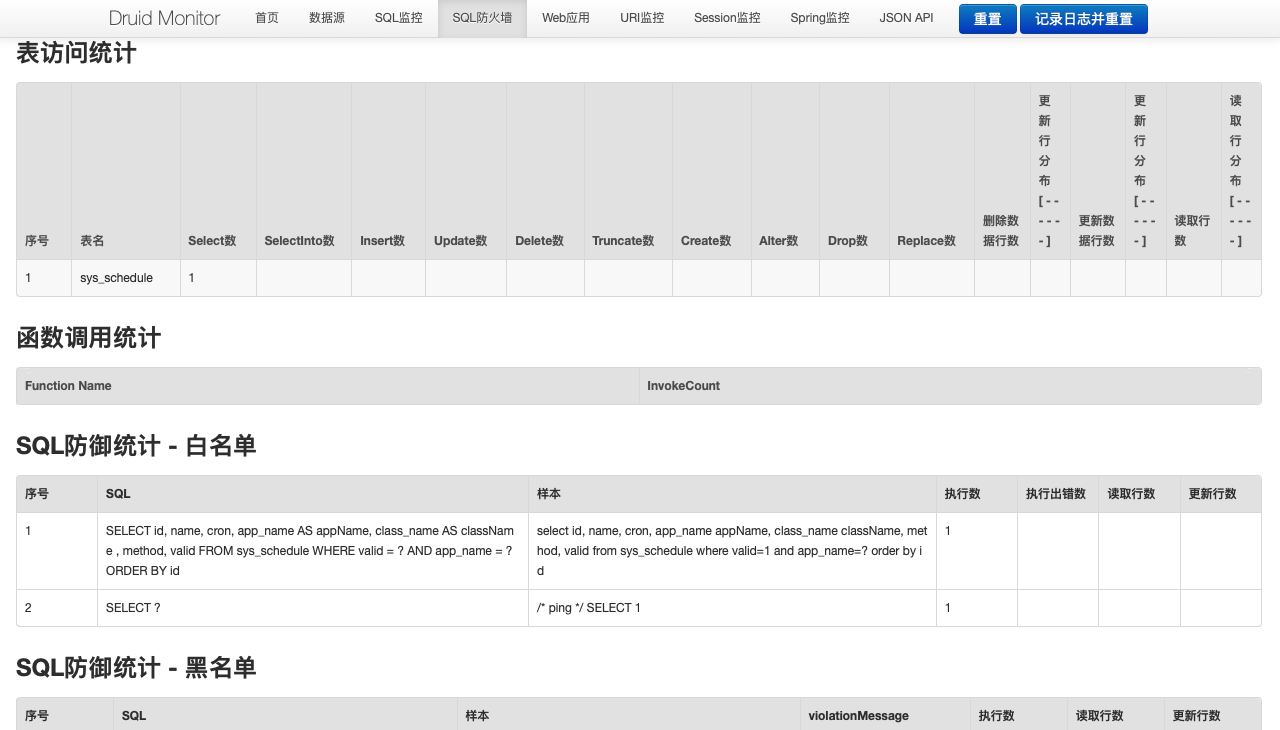 Druid Monitor 首页 数据源 SQL监控 SQL防火墙 Web应用 URI监控 Session监控 Spring监控 JSON API 重置 记录日志并重置
表访问统计
序号 表名 Select数 SelectInto数 Insert数 Update数 Delete数 Truncate数 Create数 Alter数 Drop数 Replace数 删除数据行数 更新行分布 [ - - - - - - ] 更新数据行数 更新行分布 [ - - - - - - ] 读取行数 读取行分布 [ - - - - - - ]
1 sys_schedule 1
函数调用统计
Function Name InvokeCount
SQL防御统计 - 白名单
序号 SQL 样本 执行数 执行出错数 读取行数 更新行数
1 SELECT id, name, cron, app_name AS appName, class_name AS classNam select id, name, cron, app_name appName, class_name className, met 1
e , method, valid FROM sys_schedule WHERE valid = ? AND app_name = ? hod, valid from sys_schedule where valid=1 and app_name=? order by i
ORDER BY id d
2 SELECT ? /* ping */ SELECT 1 1
SQL防御统计 - 黑名单
序号 SQL 样本 violationMessage 执行数 读取行数 更新行数